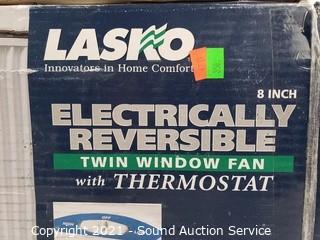 LASKO
Innovators in Home Comfort
8 INCH
ELECTRICALLY
REVERSIBLE
TWIN WINDOW FAN
with THERMOSTAT
OFF
Copyright 2021 - Sound Auction Service